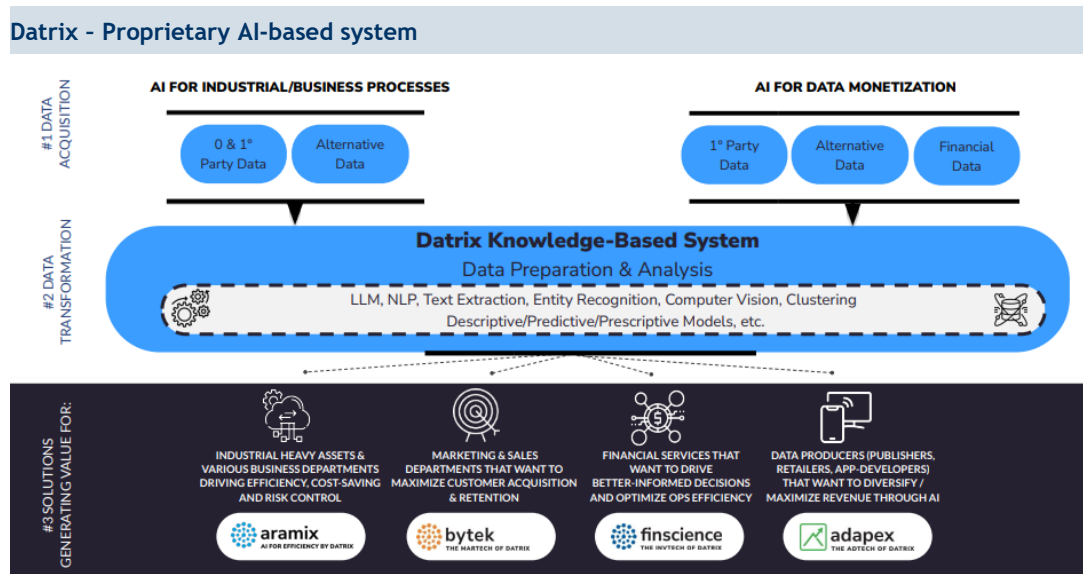 Datrix – Proprietary AI-based system
#1 DATA
ACQUISITION
AI FOR INDUSTRIAL/BUSINESS PROCESSES
AI FOR DATA MONETIZATION
0 & 1°
Party Data
Alternative
Data
1° Party
Data
Alternative
Data
Financial
Data
#2 DATA
TRANSFORMATION
Datrix Knowledge-Based System
Data Preparation & Analysis
LLM, NLP, Text Extraction, Entity Recognition, Computer Vision, Clustering
Descriptive/Predictive/Prescriptive Models, etc.
#3 SOLUTIONS
GENERATING VALUE FOR:
$
INDUSTRIAL HEAVY ASSETS &
VARIOUS BUSINESS DEPARTMENTS
DRIVING EFFICIENCY, COST-SAVING
AND RISK CONTROL
MARKETING & SALES
DEPARTMENTS THAT WANT TO
MAXIMIZE CUSTOMER ACQUISITION
& RETENTION
FINANCIAL SERVICES THAT
WANT TO DRIVE
BETTER-INFORMED DECISIONS
AND OPTIMIZE OPS EFFICIENCY
DATA PRODUCERS (PUBLISHERS,
RETAILERS, APP-DEVELOPERS)
THAT WANT TO DIVERSIFY /
MAXIMIZE REVENUE THROUGH AI
aramix
AI FOR EFFICIENCY BY DATRIX
bytek
THE MARTECH OF DATRIX
finscience
THE INVTECH OF DATRIX
adapex
THE ADTECH OF DATRIX